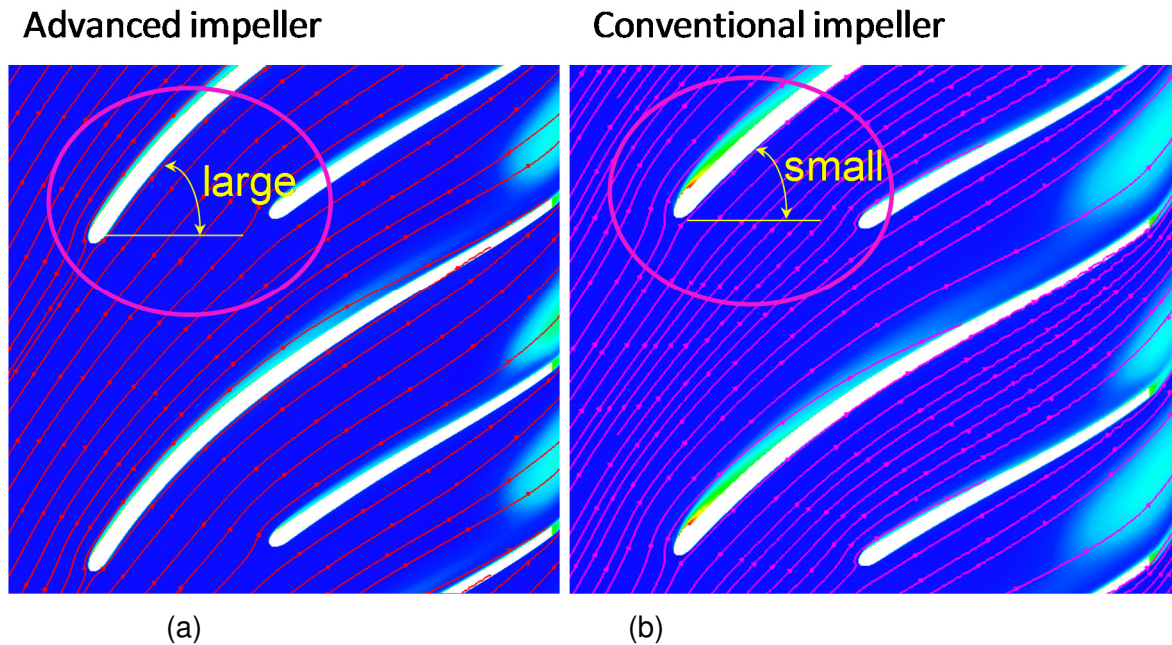 Advanced impeller
Conventional impeller
large
small
(a)
(b)